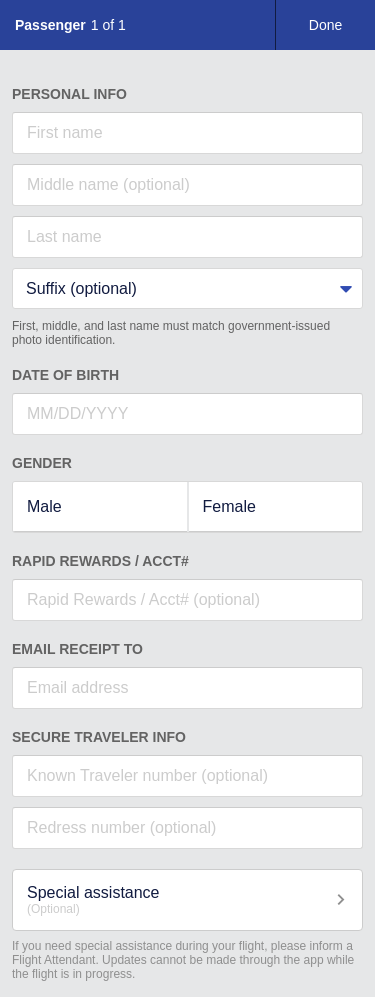 Passenger 1 of 1
Done
PERSONAL INFO
First name
Middle name (optional)
Last name
Suffix (optional)
First, middle, and last name must match government-issued
photo identification.
DATE OF BIRTH
MM/DD/YYYY
GENDER
Male
Female
RAPID REWARDS / ACCT#
Rapid Rewards / Acct# (optional)
EMAIL RECEIPT TO
Email address
SECURE TRAVELER INFO
Known Traveler number (optional)
Redress number (optional)
Special assistance
(Optional)
If you need special assistance during your flight, please inform a
Flight Attendant. Updates cannot be made through the app while
the flight is in progress.